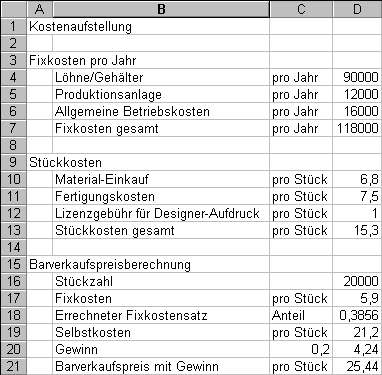 A B C D
1 Kostenaufstellung
2
3 Fixkosten pro Jahr
4 Löhne/Gehälter pro Jahr 90000
5 Produktionsanlage pro Jahr 12000
6 Allgemeine Betriebskosten pro Jahr 16000
7 Fixkosten gesamt pro Jahr 118000
8
9 Stückkosten
10 Material-Einkauf pro Stück 6,8
11 Fertigungskosten pro Stück 7,5
12 Lizenzgebühr für Designer-Aufdruck pro Stück 1
13 Stückkosten gesamt pro Stück 15,3
14
15 Barverkaufspreisberechnung
16 Stückzahl 20000
17 Fixkosten pro Stück 5,9
18 Errechneter Fixkostensatz Anteil 0,3856
19 Selbstkosten pro Stück 21,2
20 Gewinn 0,2 4,24
21 Barverkaufspreis mit Gewinn pro Stück 25,44